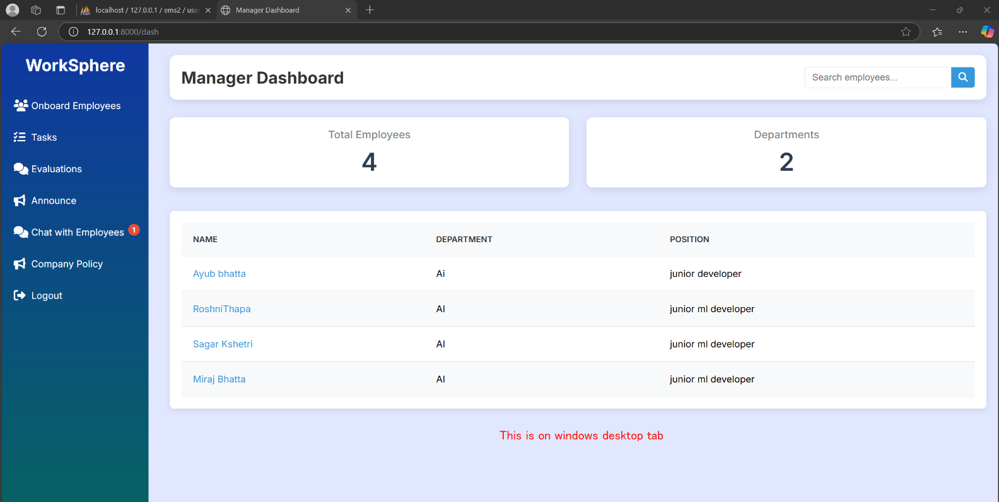 localhost / 127.0.0.1 / ems2 / user
Manager Dashboard
127.0.0.1:8000/dash
WorkSphere
Onboard Employees
Tasks
Evaluations
Announce
Chat with Employees 1
Company Policy
Logout
Manager Dashboard
Search employees...
Total Employees
4
Departments
2
NAME DEPARTMENT POSITION
Ayub bhatta Ai junior developer
RoshniThapa AI junior ml developer
Sagar Kshetri AI junior ml developer
Miraj Bhatta AI junior ml developer
This is on windows desktop tab